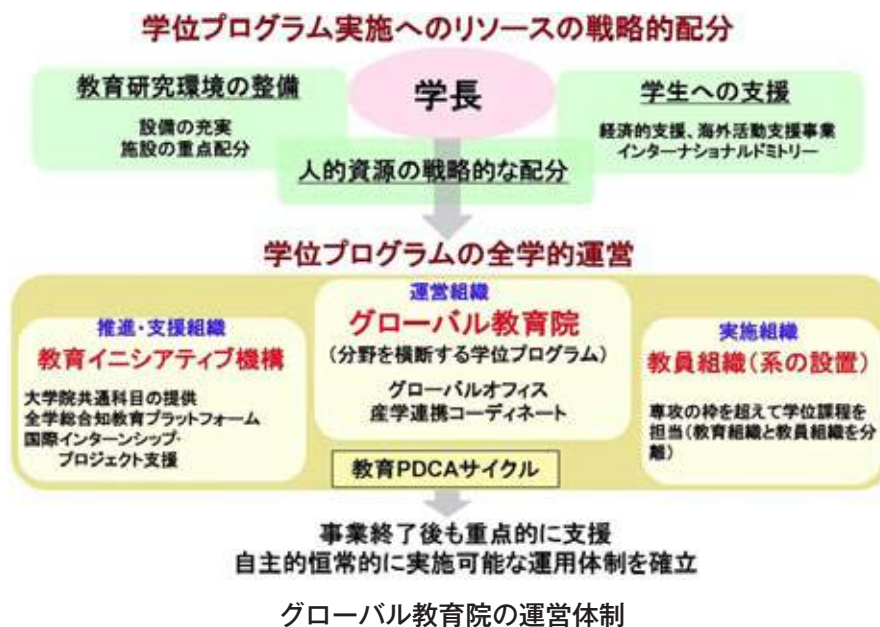 学位プログラム実施へのリソースの戦略的配分
教育研究環境の整備
設備の充実
施設の重点配分
学長
学生への支援
経済的支援、海外活動支援事業
インターナショナルドミトリー
人的資源の戦略的な配分
学位プログラムの全学的運営
推進・支援組織
教育イニシアティブ機構
大学院共通科目の提供
全学総合知教育プラットフォーム
国際インターンシップ・
プロジェクト支援
運営組織
グローバル教育院
(分野を横断する学位プログラム)
グローバルオフィス
産学連携コーディネート
実施組織
教員組織(系の設置)
専攻の枠を超えて学位課程を
担当(教育組織と教員組織を分
離)
教育PDCAサイクル
事業終了後も重点的に支援
自主的恒常的に実施可能な運用体制を確立
グローバル教育院の運営体制